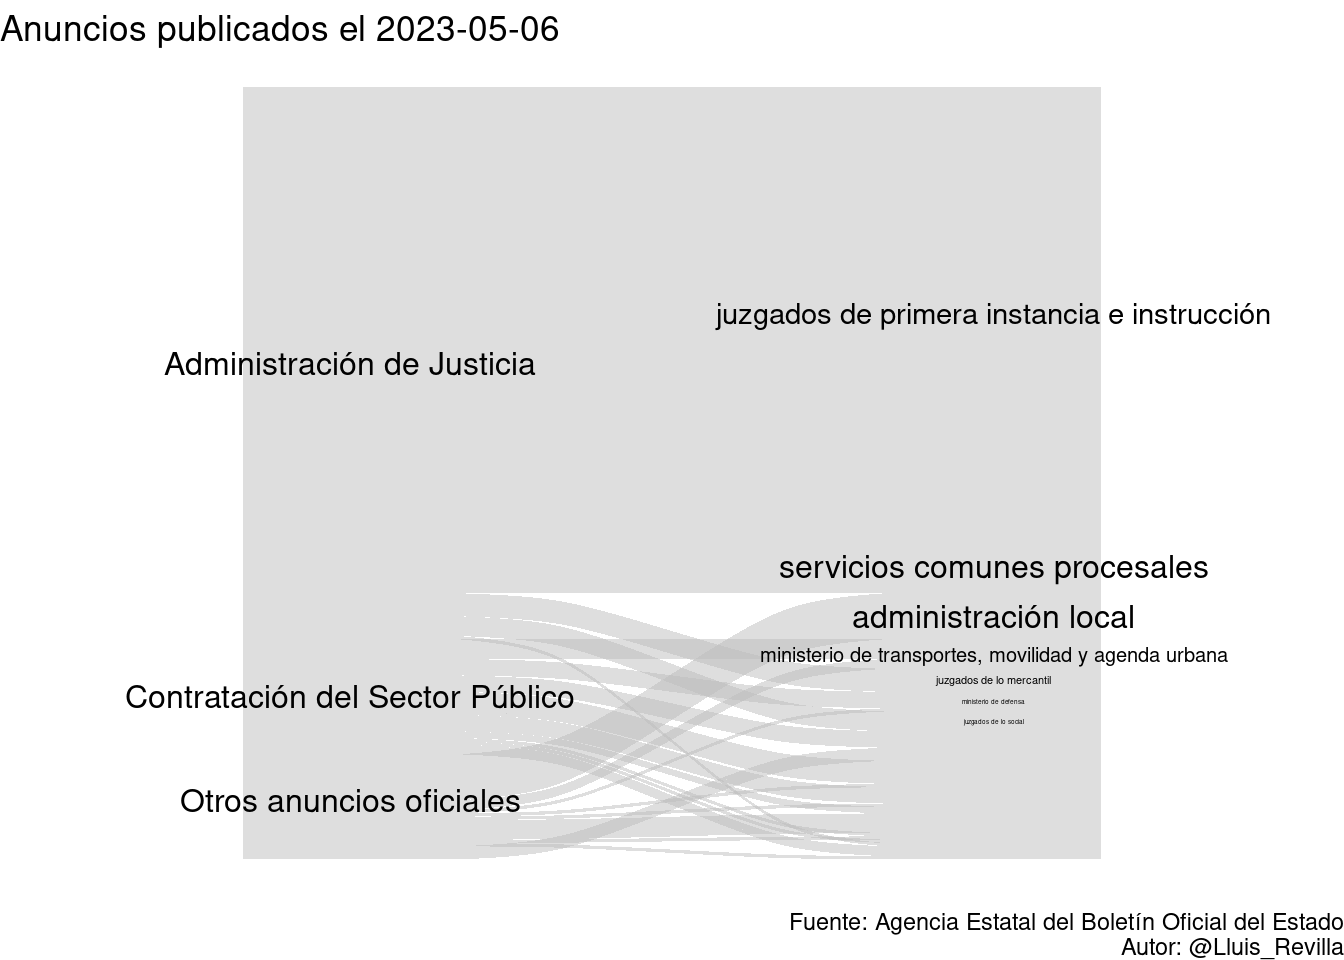 Anuncios publicados el 2023-05-06
juzgados de primera instancia e instrucción
Administración de Justicia
servicios comunes procesales
administración local
ministerio de transportes, movilidad y agenda urbana
juzgados de lo mercantil
Contratación del Sector Público
ministerio de defensa
juzgados de lo social
Otros anuncios oficiales
Fuente: Agencia Estatal del Boletín Oficial del Estado
Autor: @Lluis_Revilla